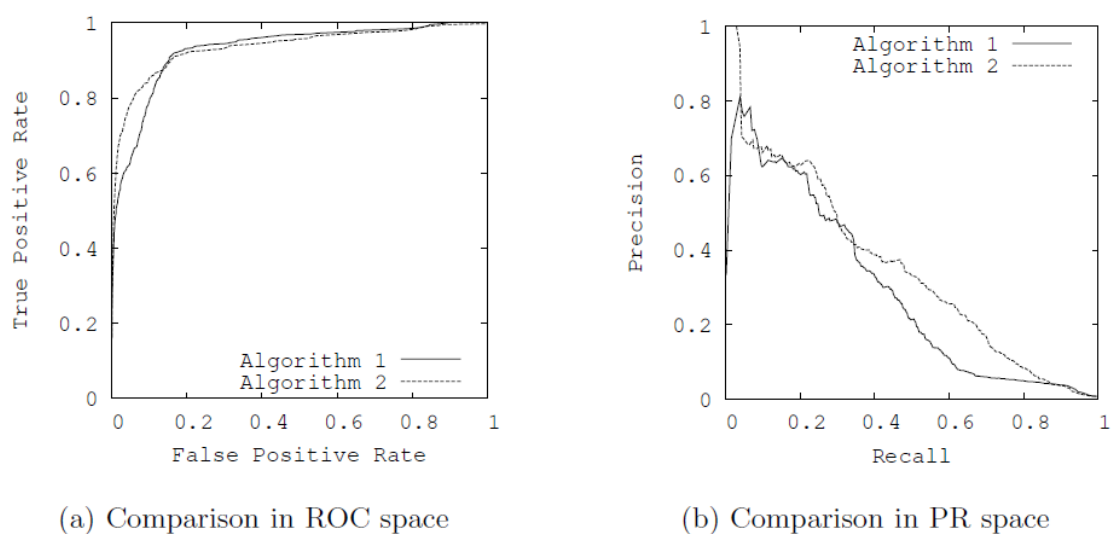 1
0.8
0.6
0.4
0.2
0
True Positive Rate
Algorithm 1
Algorithm 2
0 0.2 0.4 0.6 0.8 1
False Positive Rate
(a) Comparison in ROC space
1
0.8
0.6
0.4
0.2
0
Precision
Algorithm 1
Algorithm 2
0 0.2 0.4 0.6 0.8 1
Recall
(b) Comparison in PR space